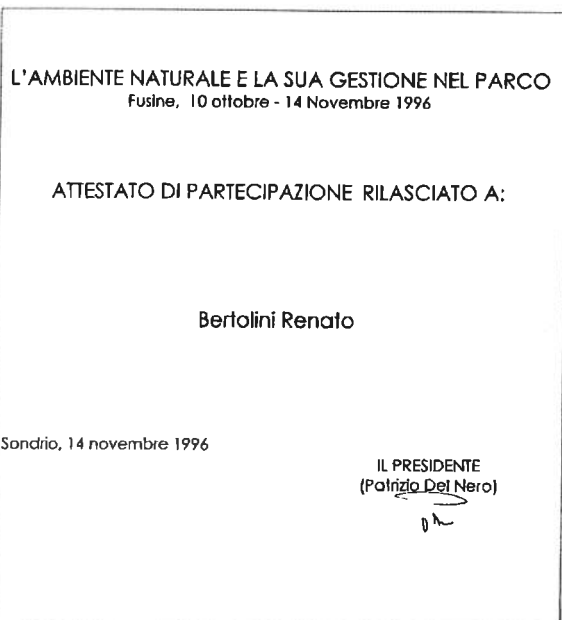 L'AMBIENTE NATURALE E LA SUA GESTIONE NEL PARCO
Fusine, 10 ottobre - 14 Novembre 1996
ATTESTATO DI PARTECIPAZIONE RILASCIATO A:
Bertolini Renato
Sondrio, 14 novembre 1996
IL PRESIDENTE
(Patrizio Del Nero)